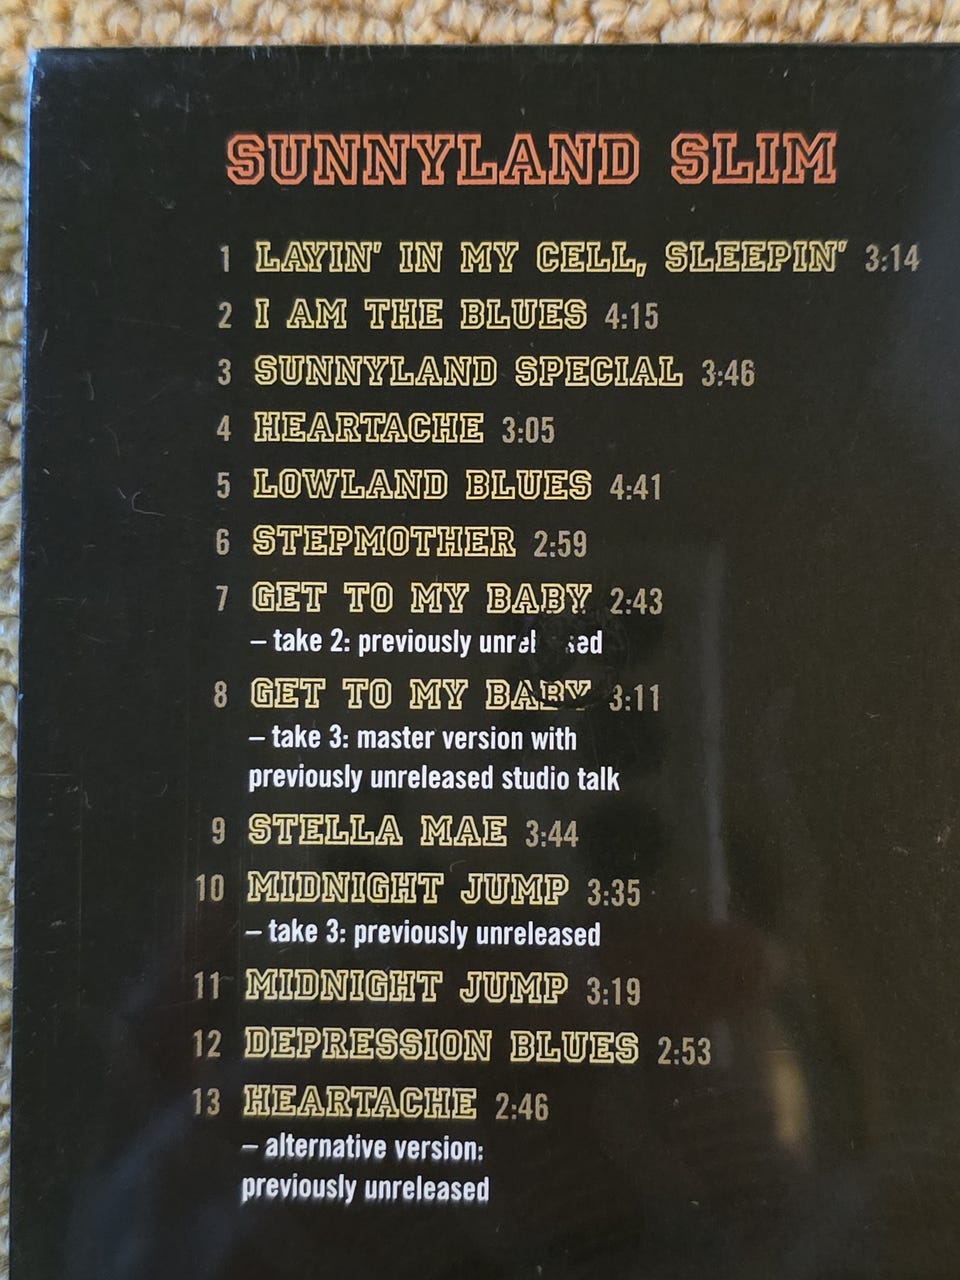 SUNNYLAND SLIM
1 LAYIN' IN MY CELL, SLEEPIN' 3:14
2 I AM THE BLUES 4:15
3 SUNNYLAND SPECIAL 3:46
4 HEARTACHE 3:05
5 LOWLAND BLUES 4:41
6 STEPMOTHER 2:59
7 GET TO MY BABY 2:43
– take 2: previously
8 GET TO MY BABY 3:11
– take 3: master version with
previously unreleased studio talk
9 STELLA MAE 3:44
10 MIDNIGHT JUMP 3:35
– take 3: previously unreleased
11 MIDNIGHT JUMP 3:19
12 DEPRESSION BLUES 2:53
13 HEARTACHE 2:46
– alternative version:
previously unreleased